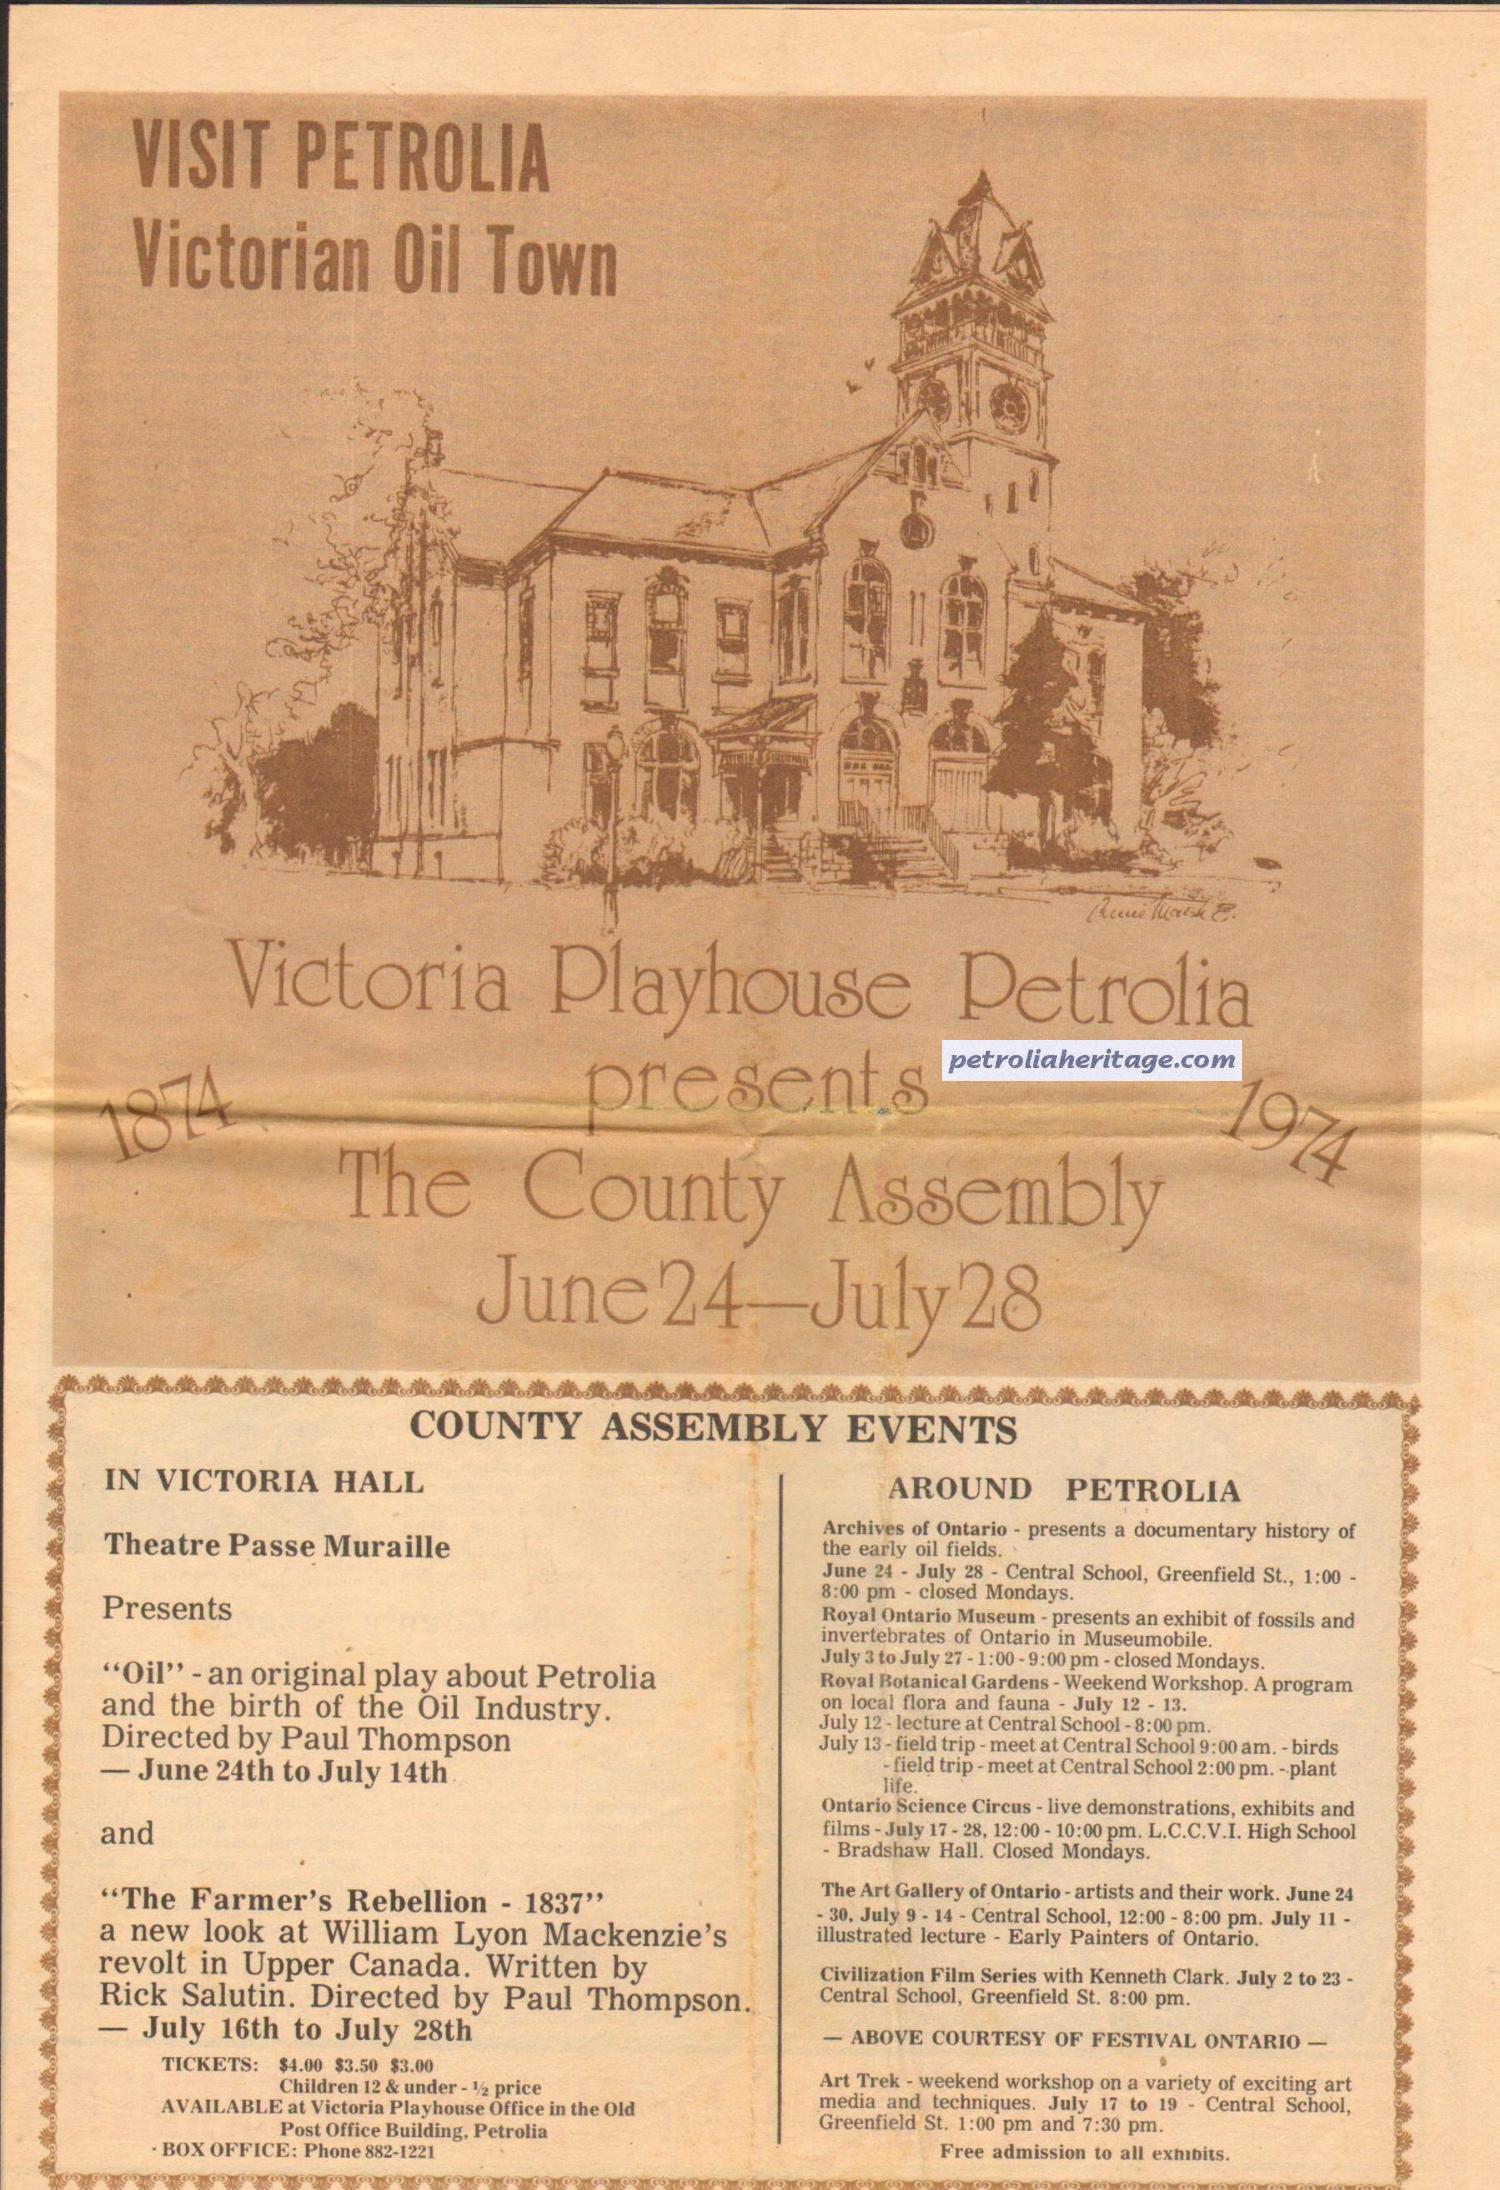 VISIT PETROLIA
Victorian Oil Town
Victoria Playhouse Petrolia
petroliaheritage.com
presents
1874
1974
The County Assembly
June 24—July 28
COUNTY ASSEMBLY EVENTS
IN VICTORIA HALL
Theatre Passe Muraille
Presents
“Oil” - an original play about Petrolia
and the birth of the Oil Industry.
Directed by Paul Thompson
— June 24th to July 14th
and
“The Farmer’s Rebellion - 1837”
a new look at William Lyon Mackenzie’s
revolt in Upper Canada. Written by
Rick Salutin. Directed by Paul Thompson.
— July 16th to July 28th
TICKETS: $4.00 $3.50 $3.00
Children 12 & under - ½ price
AVAILABLE at Victoria Playhouse Office in the Old
Post Office Building, Petrolia
BOX OFFICE: Phone 882-1221
AROUND PETROLIA
Archives of Ontario - presents a documentary history of
the early oil fields.
June 24 - July 28 - Central School, Greenfield St., 1:00 -
8:00 pm - closed Mondays.
Royal Ontario Museum - presents an exhibit of fossils and
invertebrates of Ontario in Museumobile.
July 3 to July 27 - 1:00 - 9:00 pm - closed Mondays.
Royal Botanical Gardens - Weekend Workshop. A program
on local flora and fauna - July 12 - 13.
July 12 - lecture at Central School - 8:00 pm.
July 13 - field trip - meet at Central School 9:00 am. - birds
- field trip - meet at Central School 2:00 pm. - plant
life.
Ontario Science Circus - live demonstrations, exhibits and
films - July 17 - 28, 12:00 - 10:00 pm. L.C.C.V.I. High School
- Bradshaw Hall. Closed Mondays.
The Art Gallery of Ontario - artists and their work. June 24
- 30, July 9 - 14 - Central School, 12:00 - 8:00 pm. July 11 -
illustrated lecture - Early Painters of Ontario.
Civilization Film Series with Kenneth Clark. July 2 to 23 -
Central School, Greenfield St. 8:00 pm.
— ABOVE COURTESY OF FESTIVAL ONTARIO —
Art Trek - weekend workshop on a variety of exciting art
media and techniques. July 17 to 19 - Central School,
Greenfield St. 1:00 pm and 7:30 pm.
Free admission to all exhibits.